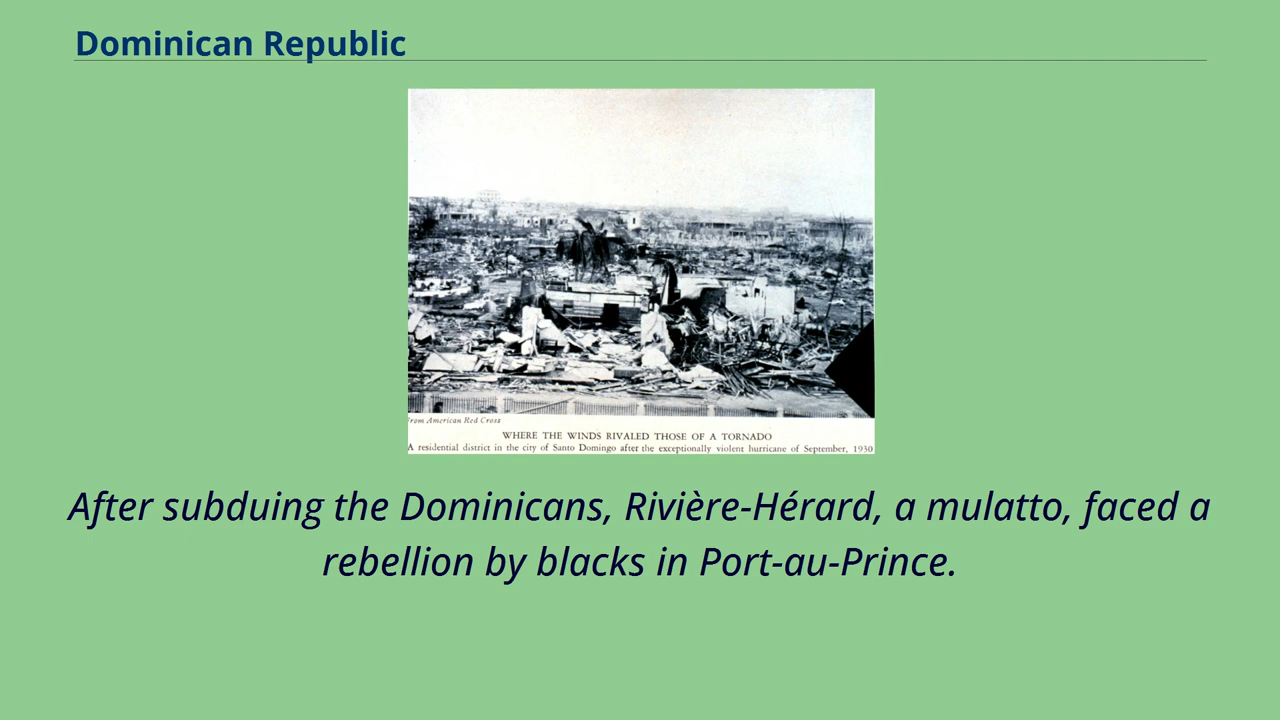 Dominican Republic
From American Red Cross
WHERE THE WINDS RIVALED THOSE OF A TORNADO
A residential district in the city of Santo Domingo after the exceptionally violent hurricane of September, 1930
After subduing the Dominicans, Rivière-Hérard, a mulatto, faced a
rebellion by blacks in Port-au-Prince.